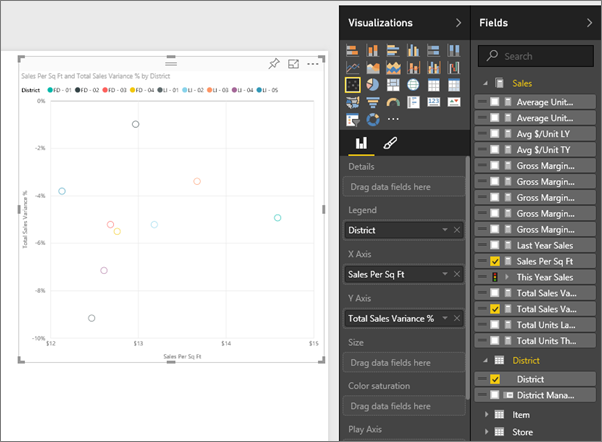 Sales Per Sq Ft and Total Sales Variance % by District
District FD - 01 FD - 02 FD - 03 FD - 04 LI - 01 LI - 02 LI - 03 LI - 04 LI - 05
0%
-2%
-4%
-6%
-8%
-10%
Total Sales Variance %
$12 $13 $14 $15
Sales Per Sq Ft
Visualizations
Details
Drag data fields here
Legend
District
X Axis
Sales Per Sq Ft
Y Axis
Total Sales Variance %
Size
Drag data fields here
Color saturation
Drag data fields here
Play Axis
Fields
Search
Sales
Average Unit...
Average Unit...
Avg $/Unit LY
Avg $/Unit TY
Gross Margin...
Gross Margin...
Gross Margin...
Gross Margin...
Gross Margin...
Last Year Sales
Sales Per Sq Ft
This Year Sales
Total Sales Va...
Total Sales Va...
Total Units La...
Total Units Th...
District
District
District Mana...
Item
Store